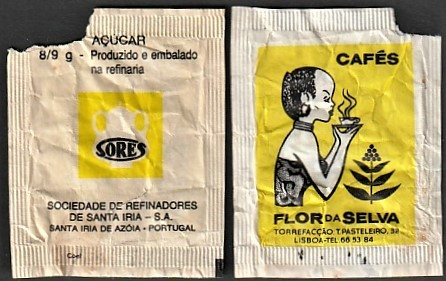 AÇUCAR
8/9 g - Produzido e embalado
na refinaria
SORES
SOCIEDADE DE REFINADORES
DE SANTA IRIA - S.A.
SANTA IRIA DE AZÓIA - PORTUGAL
CAFÉS
FLOR DA SELVA
TORREFACÇÃO T. PASTELEIRO, 32
LISBOA-TEL. 66 53 84